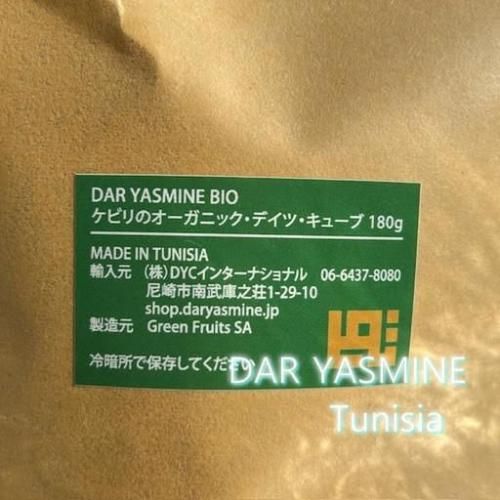 DAR YASMINE BIO
ケビリのオーガニック・デイツ・キューブ 180g
MADE IN TUNISIA
輸入元 (株)DYCインターナショナル 06-6437-8080
尼崎市南武庫之荘1-29-10
shop.daryasmine.jp
製造元 Green Fruits SA
冷暗所で保存してください
DAR YASMINE
Tunisia